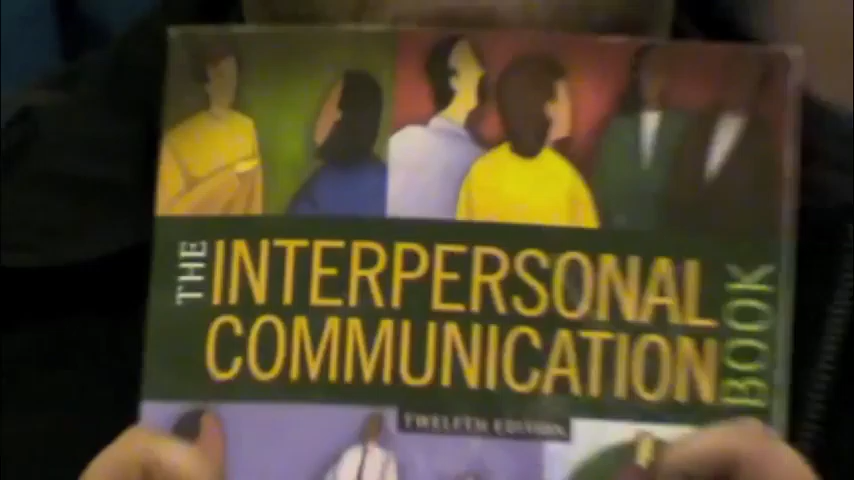 THE
INTERPERSONAL
COMMUNICATION
BOOK
TWELFTH EDITION